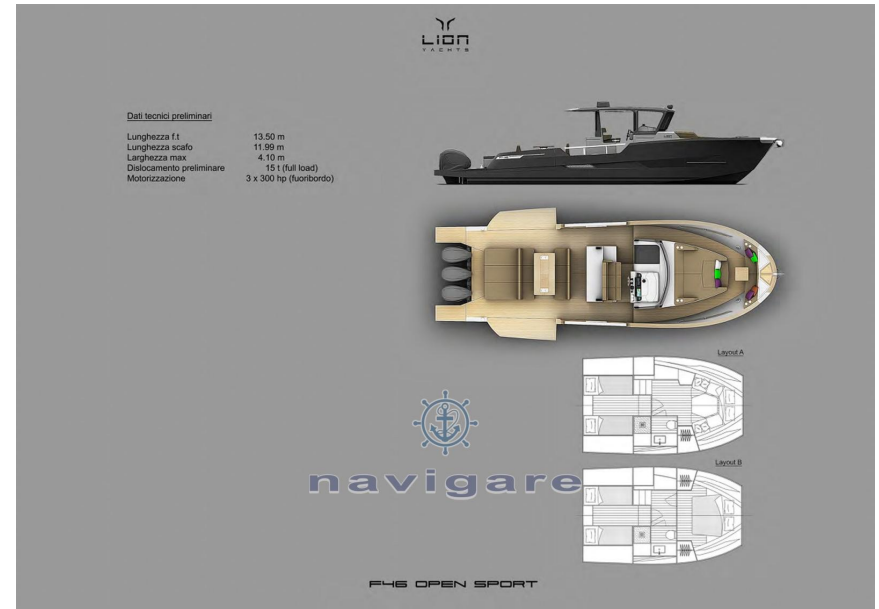 LION
YACHTS
Dati tecnici preliminari
Lunghezza f.t 13.50 m
Lunghezza scafo 11.99 m
Larghezza max 4.10 m
Dislocamento preliminare 15 t (full load)
Motorizzazione 3 x 300 hp (fuoribordo)
Layout A
Layout B
navigare
F46 OPEN SPORT